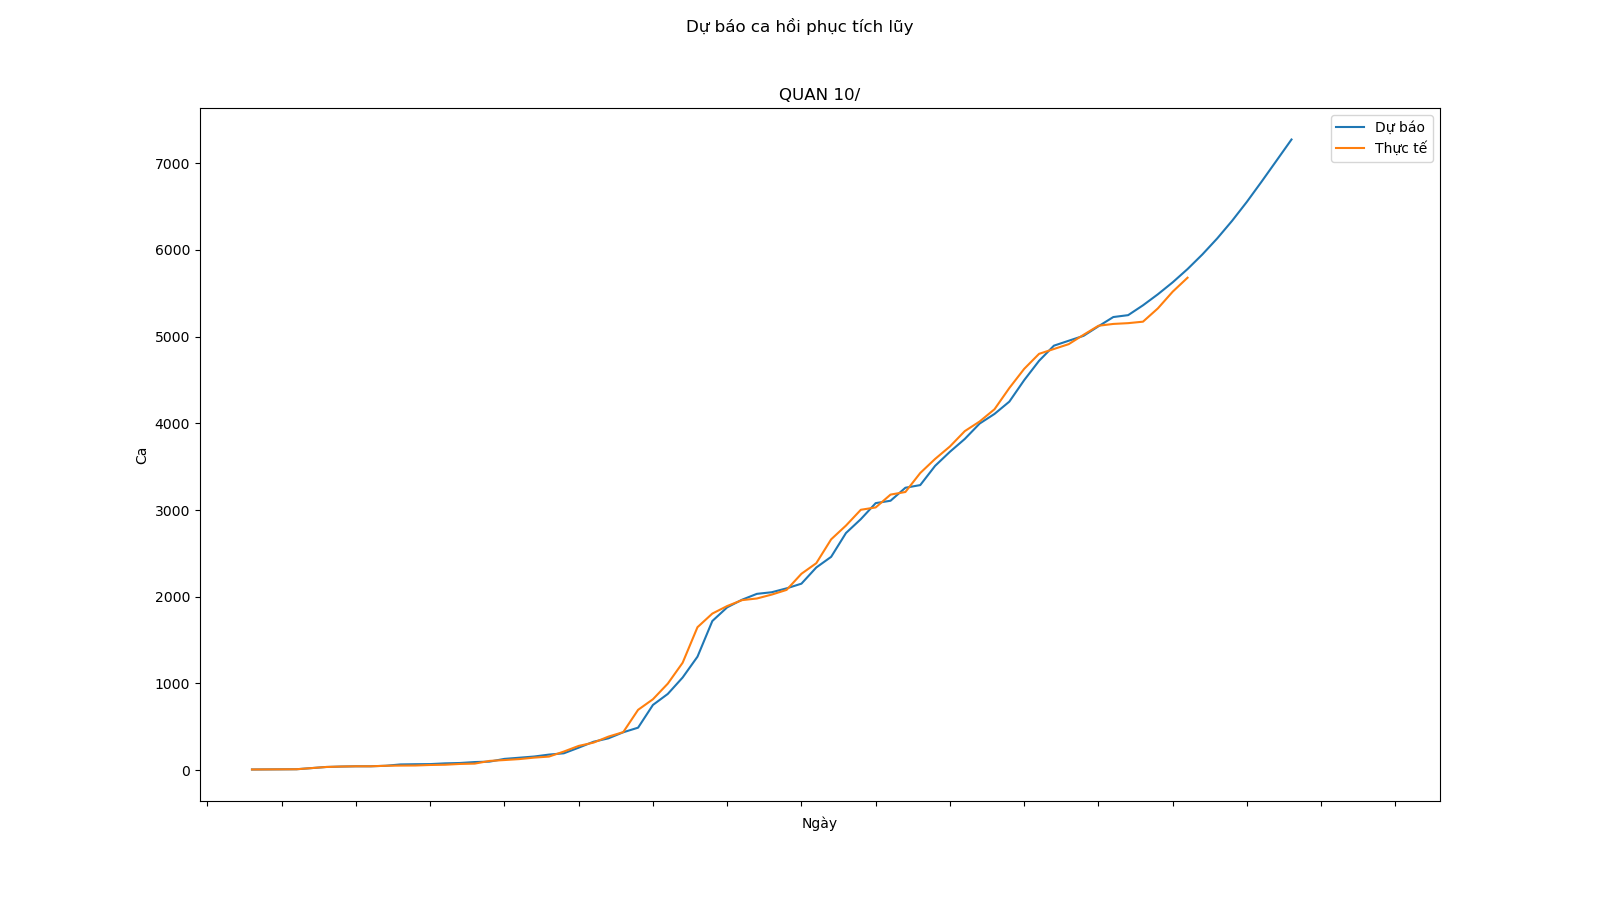 Dự báo ca hồi phục tích lũy
QUAN 10/
Dự báo
Thực tế
7000
6000
5000
4000
3000
2000
1000
0
Ca
Ngày